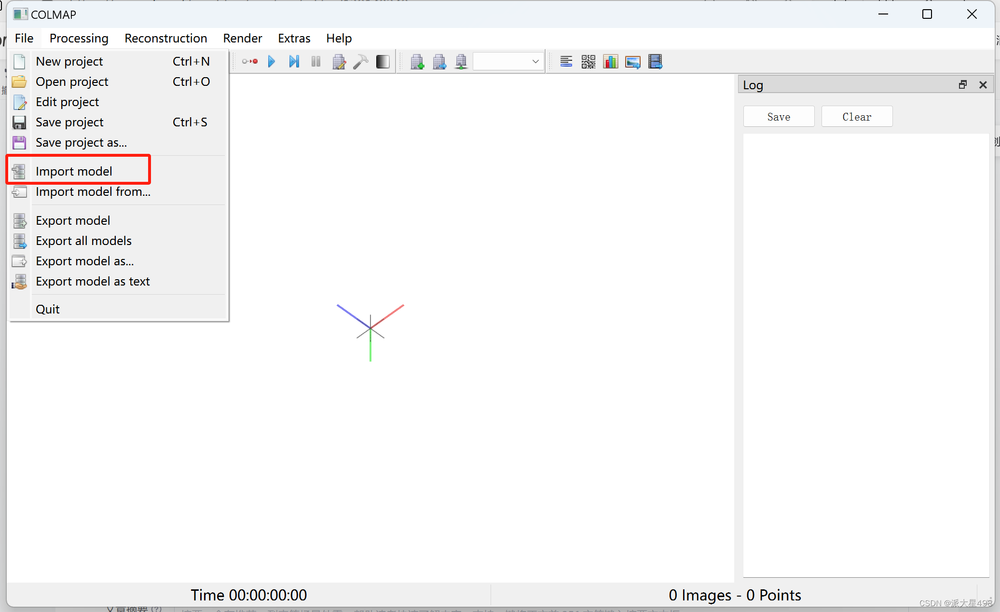 COLMAP
File Processing Reconstruction Render Extras Help
New project Ctrl+N
Open project Ctrl+O
Edit project
Save project Ctrl+S
Save project as...
Import model
Import model from...
Export model
Export all models
Export model as...
Export model as text
Quit
Log
Save Clear
Time 00:00:00:00
0 Images - 0 Points
CSDN @派大星498